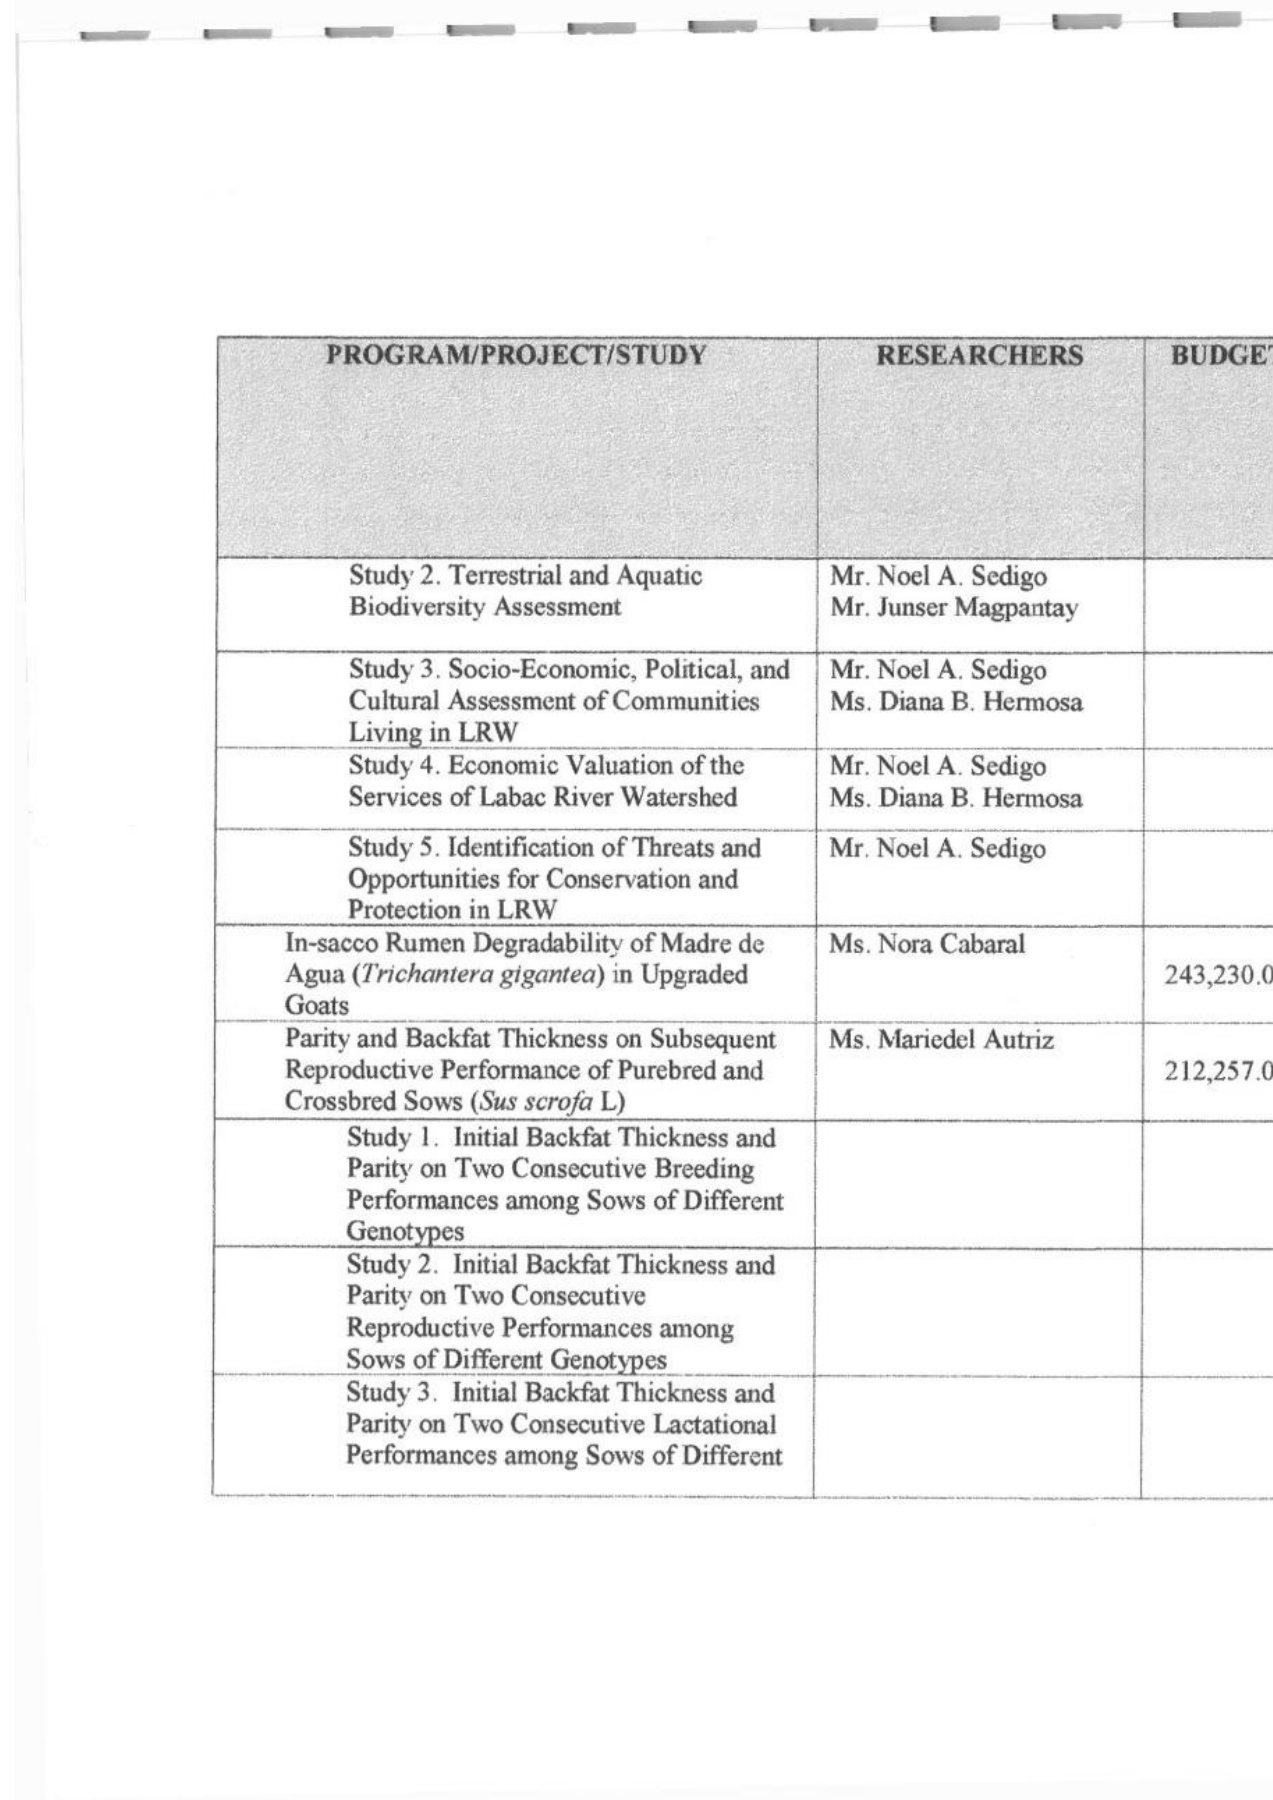 PROGRAM/PROJECT/STUDY RESEARCHERS BUDGET
Study 2. Terrestrial and Aquatic Mr. Noel A. Sedigo
Biodiversity Assessment Mr. Junser Magpantay
Study 3. Socio-Economic, Political, and Mr. Noel A. Sedigo
Cultural Assessment of Communities Ms. Diana B. Hermosa
Living in LRW
Study 4. Economic Valuation of the Mr. Noel A. Sedigo
Services of Labac River Watershed Ms. Diana B. Hermosa
Study 5. Identification of Threats and Mr. Noel A. Sedigo
Opportunities for Conservation and
Protection in LRW
In-sacco Rumen Degradability of Madre de Ms. Nora Cabaral
Agua (Trichantera gigantea) in Upgraded 243,230.0
Goats
Parity and Backfat Thickness on Subsequent Ms. Mariedel Autriz
Reproductive Performance of Purebred and 212,257.0
Crossbred Sows (Sus scrofa L)
Study 1. Initial Backfat Thickness and
Parity on Two Consecutive Breeding
Performances among Sows of Different
Genotypes
Study 2. Initial Backfat Thickness and
Parity on Two Consecutive
Reproductive Performances among
Sows of Different Genotypes
Study 3. Initial Backfat Thickness and
Parity on Two Consecutive Lactational
Performances among Sows of Different